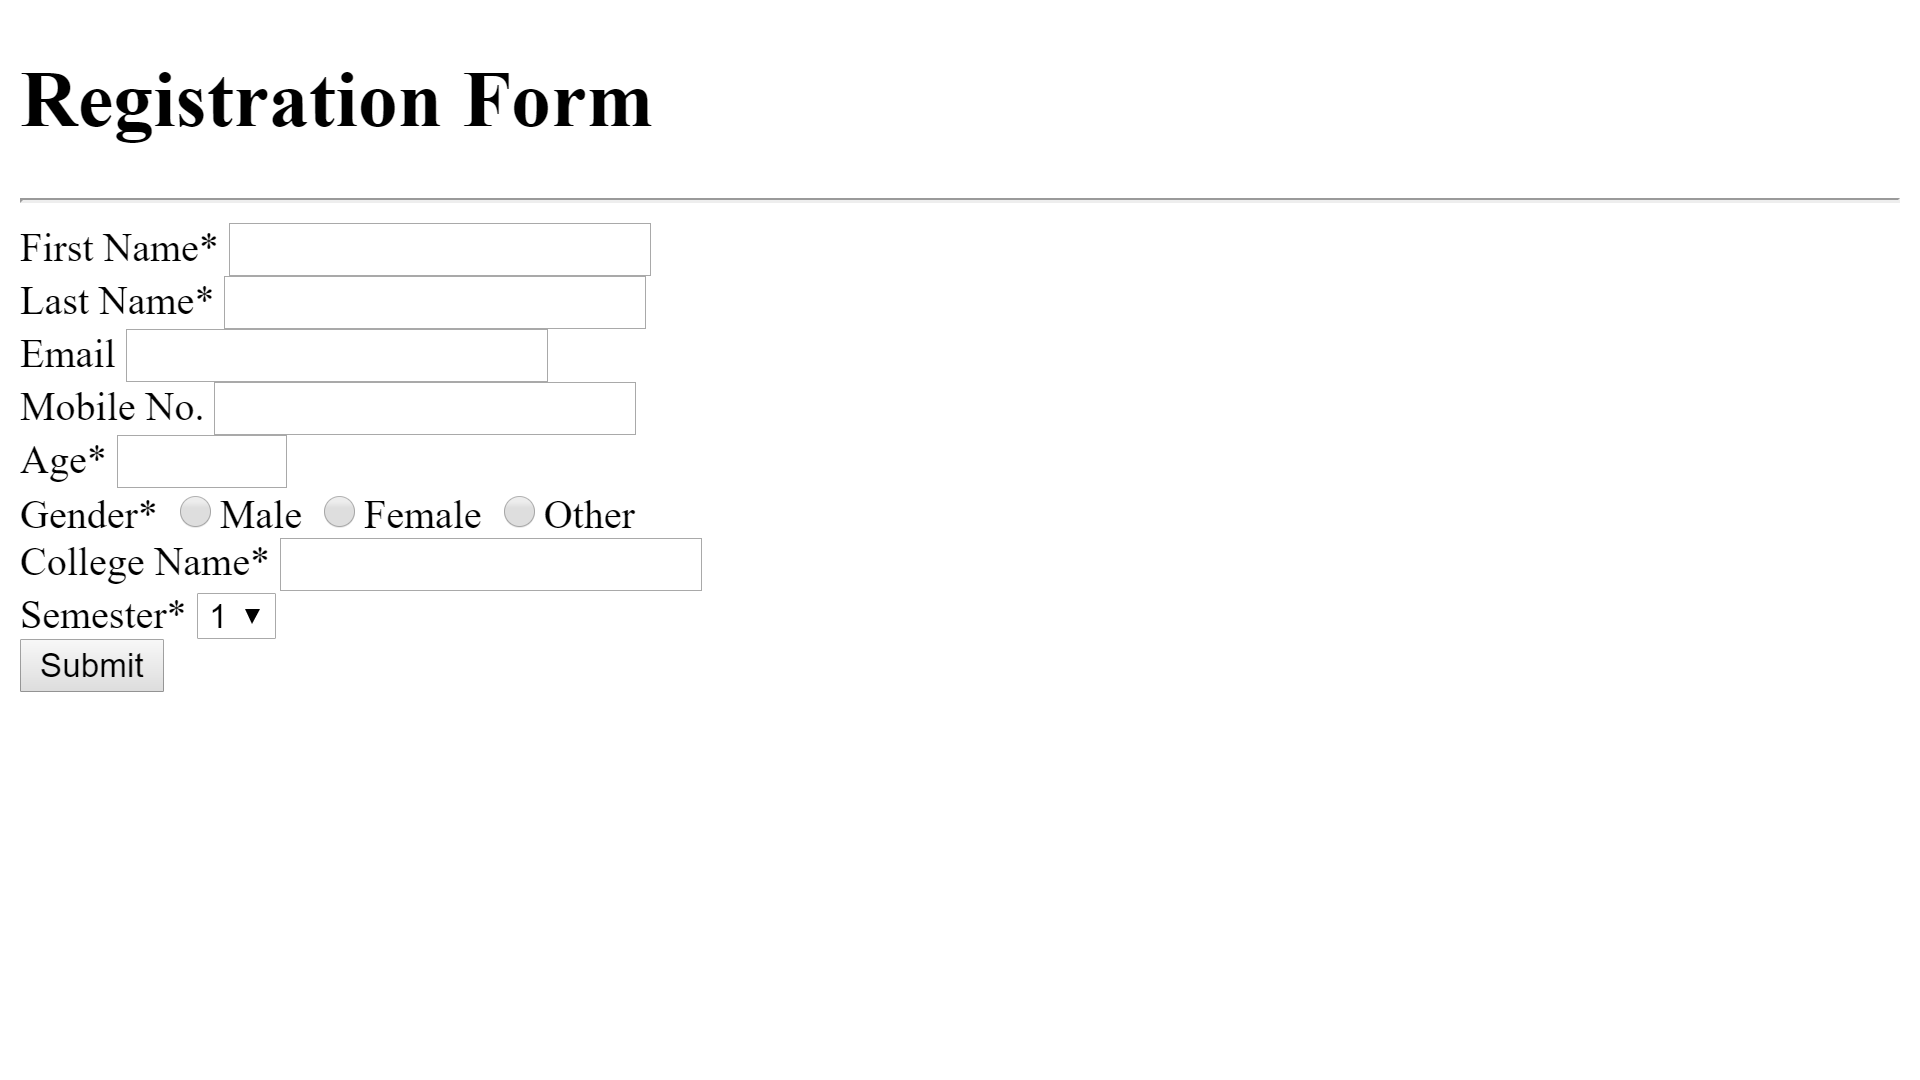 Registration Form
First Name*
Last Name*
Email
Mobile No.
Age*
Gender* Male Female Other
College Name*
Semester* 1 ▼
Submit